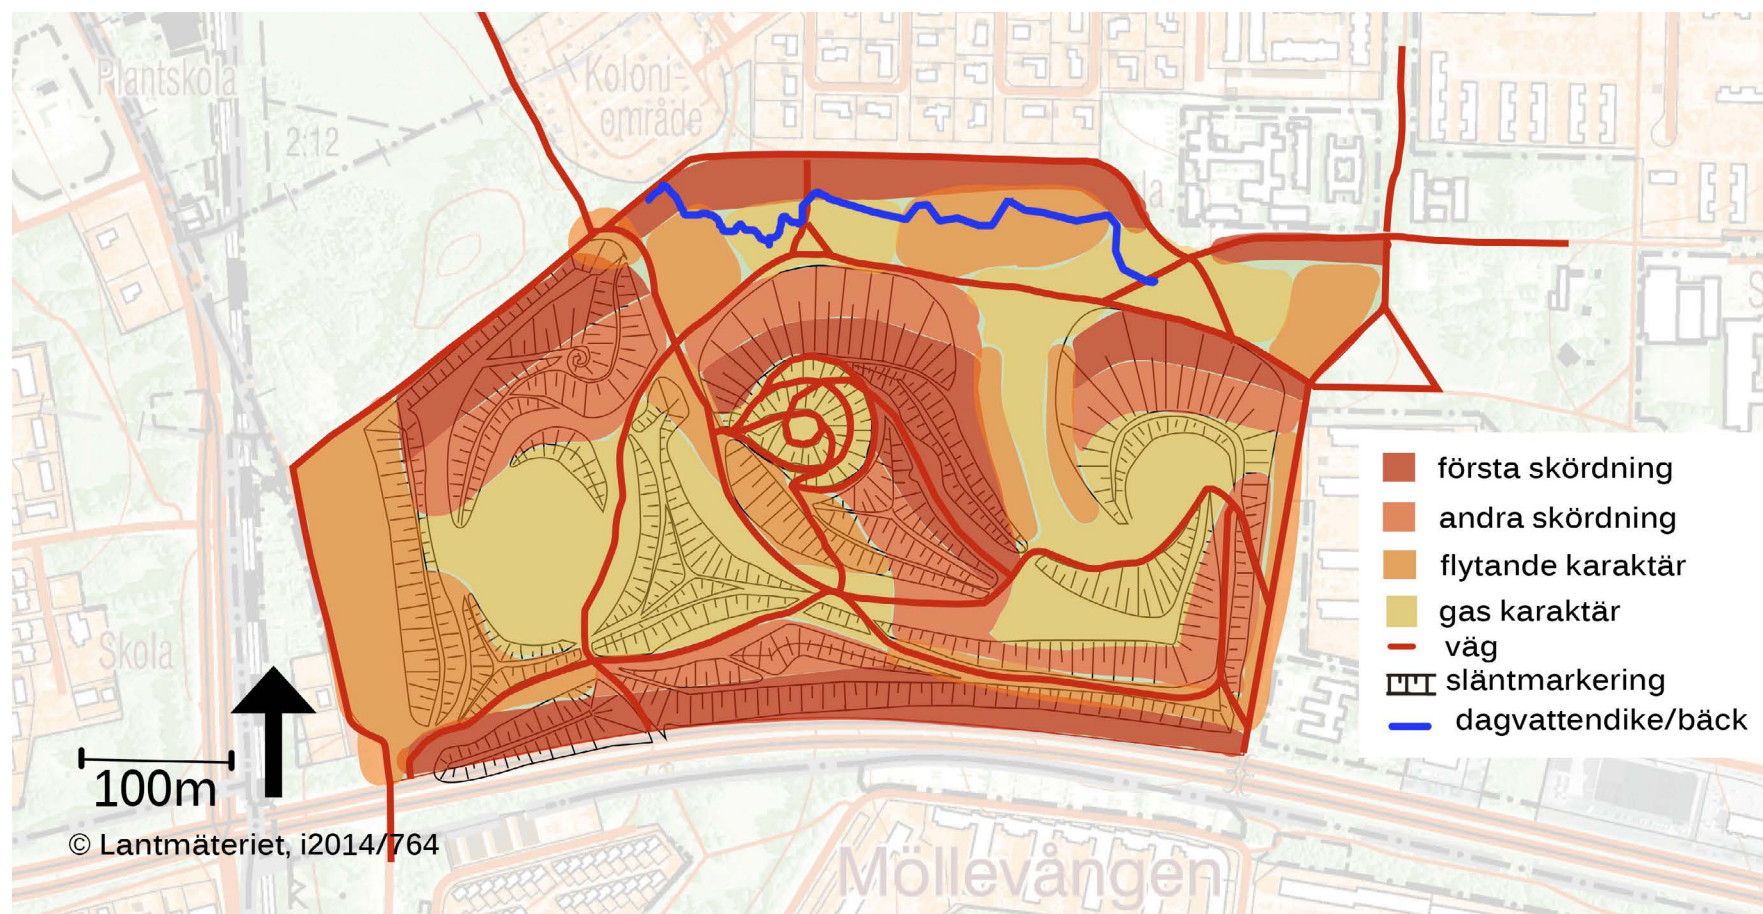 Plantskola
2:12
Koloni-
område
Skola
100m
© Lantmäteriet, i2014/764
Möllevången
första skördning
andra skördning
flytande karaktär
gas karaktär
väg
släntmarkering
dagvattendike/bäck